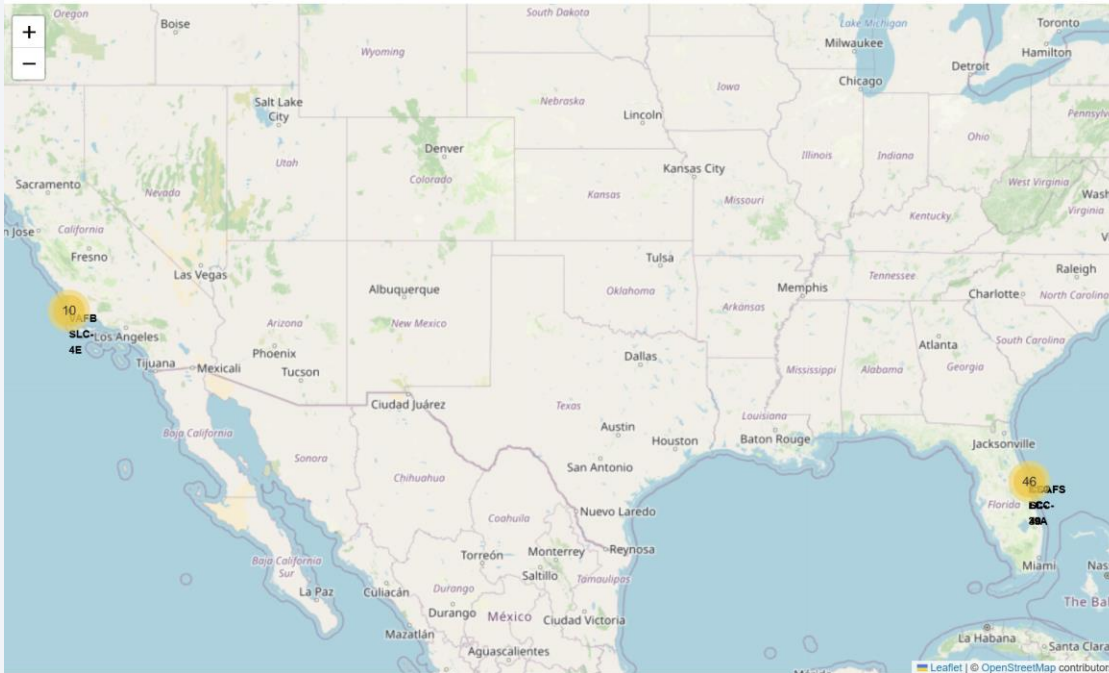 +
−
Oregon
Boise
South Dakota
Lake Michigan
Toronto
Milwaukee
Hamilton
Wyoming
Detroit
Chicago
Iowa
Salt Lake
City
Nebraska
Lincoln
Pennsylv
Ohio
Denver
Utah
Illinois
Indiana
Kansas City
Colorado
Sacramento
Nevada
Kansas
Missouri
West Virginia
Wash
Virginia
Kentucky
n Jose
California
Fresno
Las Vegas
Tulsa
Raleigh
Tennessee
Albuquerque
Oklahoma
Memphis
Charlotte
North Carolina
10
VAFB
SLC-
4E
Los Angeles
Arizona
New Mexico
Arkansas
South Carolina
Phoenix
Dallas
Atlanta
Tijuana
Mexicali
Tucson
Mississippi
Alabama
Georgia
Ciudad Juárez
Texas
Louisiana
Baja California
Austin
Houston
Baton Rouge
Jacksonville
Sonora
San Antonio
Chihuahua
46
Florida
Coahuila
Nuevo Laredo
Baja California
Sur
Torreón
Monterrey
Reynosa
Miami
Nas
Saltillo
Tamaulipas
La Paz
Culiacán
Durango
The Bal
Durango
México
Ciudad Victoria
Mazatlán
La Habana
Santa Clara
Aguascalientes
Leaflet | © OpenStreetMap contributors